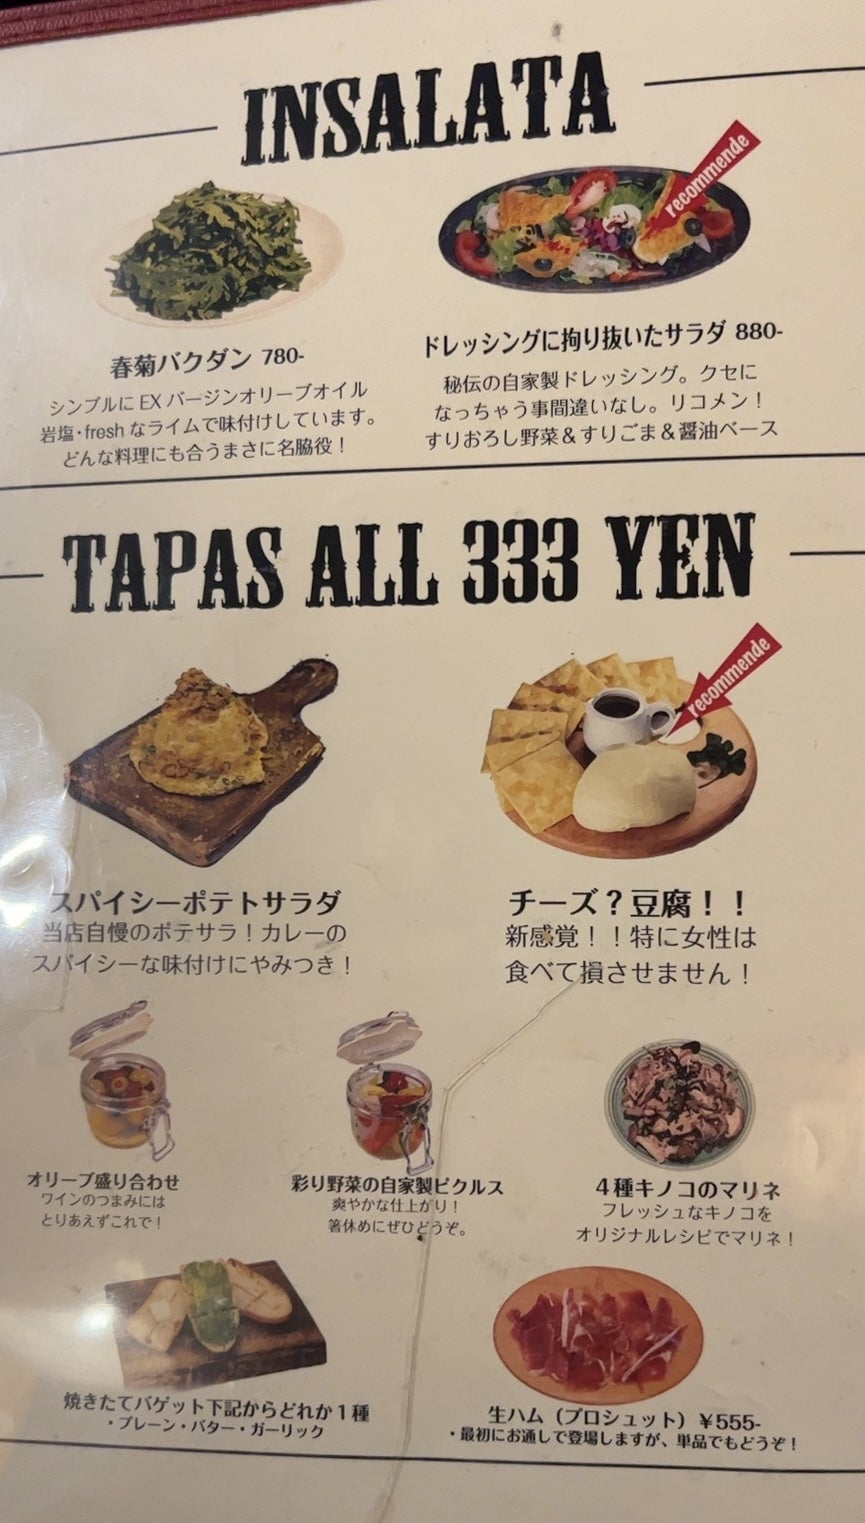 INSALATA
recommende
春菊バクダン 780-
シンプルに EX バージンオリーブオイル
岩塩・fresh なライムで味付けしています。
どんな料理にも合うまさに名脇役！
ドレッシングに拘り抜いたサラダ 880-
秘伝の自家製ドレッシング。クセに
なっちゃう事間違いなし。リコメン！
すりおろし野菜＆すりごま＆醤油ベース
TAPAS ALL 333 YEN
recommende
スパイシーポテトサラダ
当店自慢のポテサラ！カレーの
スパイシーな味付けにやみつき！
チーズ？豆腐！！
新感覚！！特に女性は
食べて損させません！
オリーブ盛り合わせ
ワインのつまみには
とりあえずこれで！
彩り野菜の自家製ピクルス
爽やかな仕上がり！
箸休めにぜひどうぞ。
４種キノコのマリネ
フレッシュなキノコを
オリジナルレシピでマリネ！
焼きたてバゲット下記からどれか１種
・プレーン・バター・ガーリック
生ハム（プロシュット）￥555-
・最初にお通しで登場しますが、単品でもどうぞ！